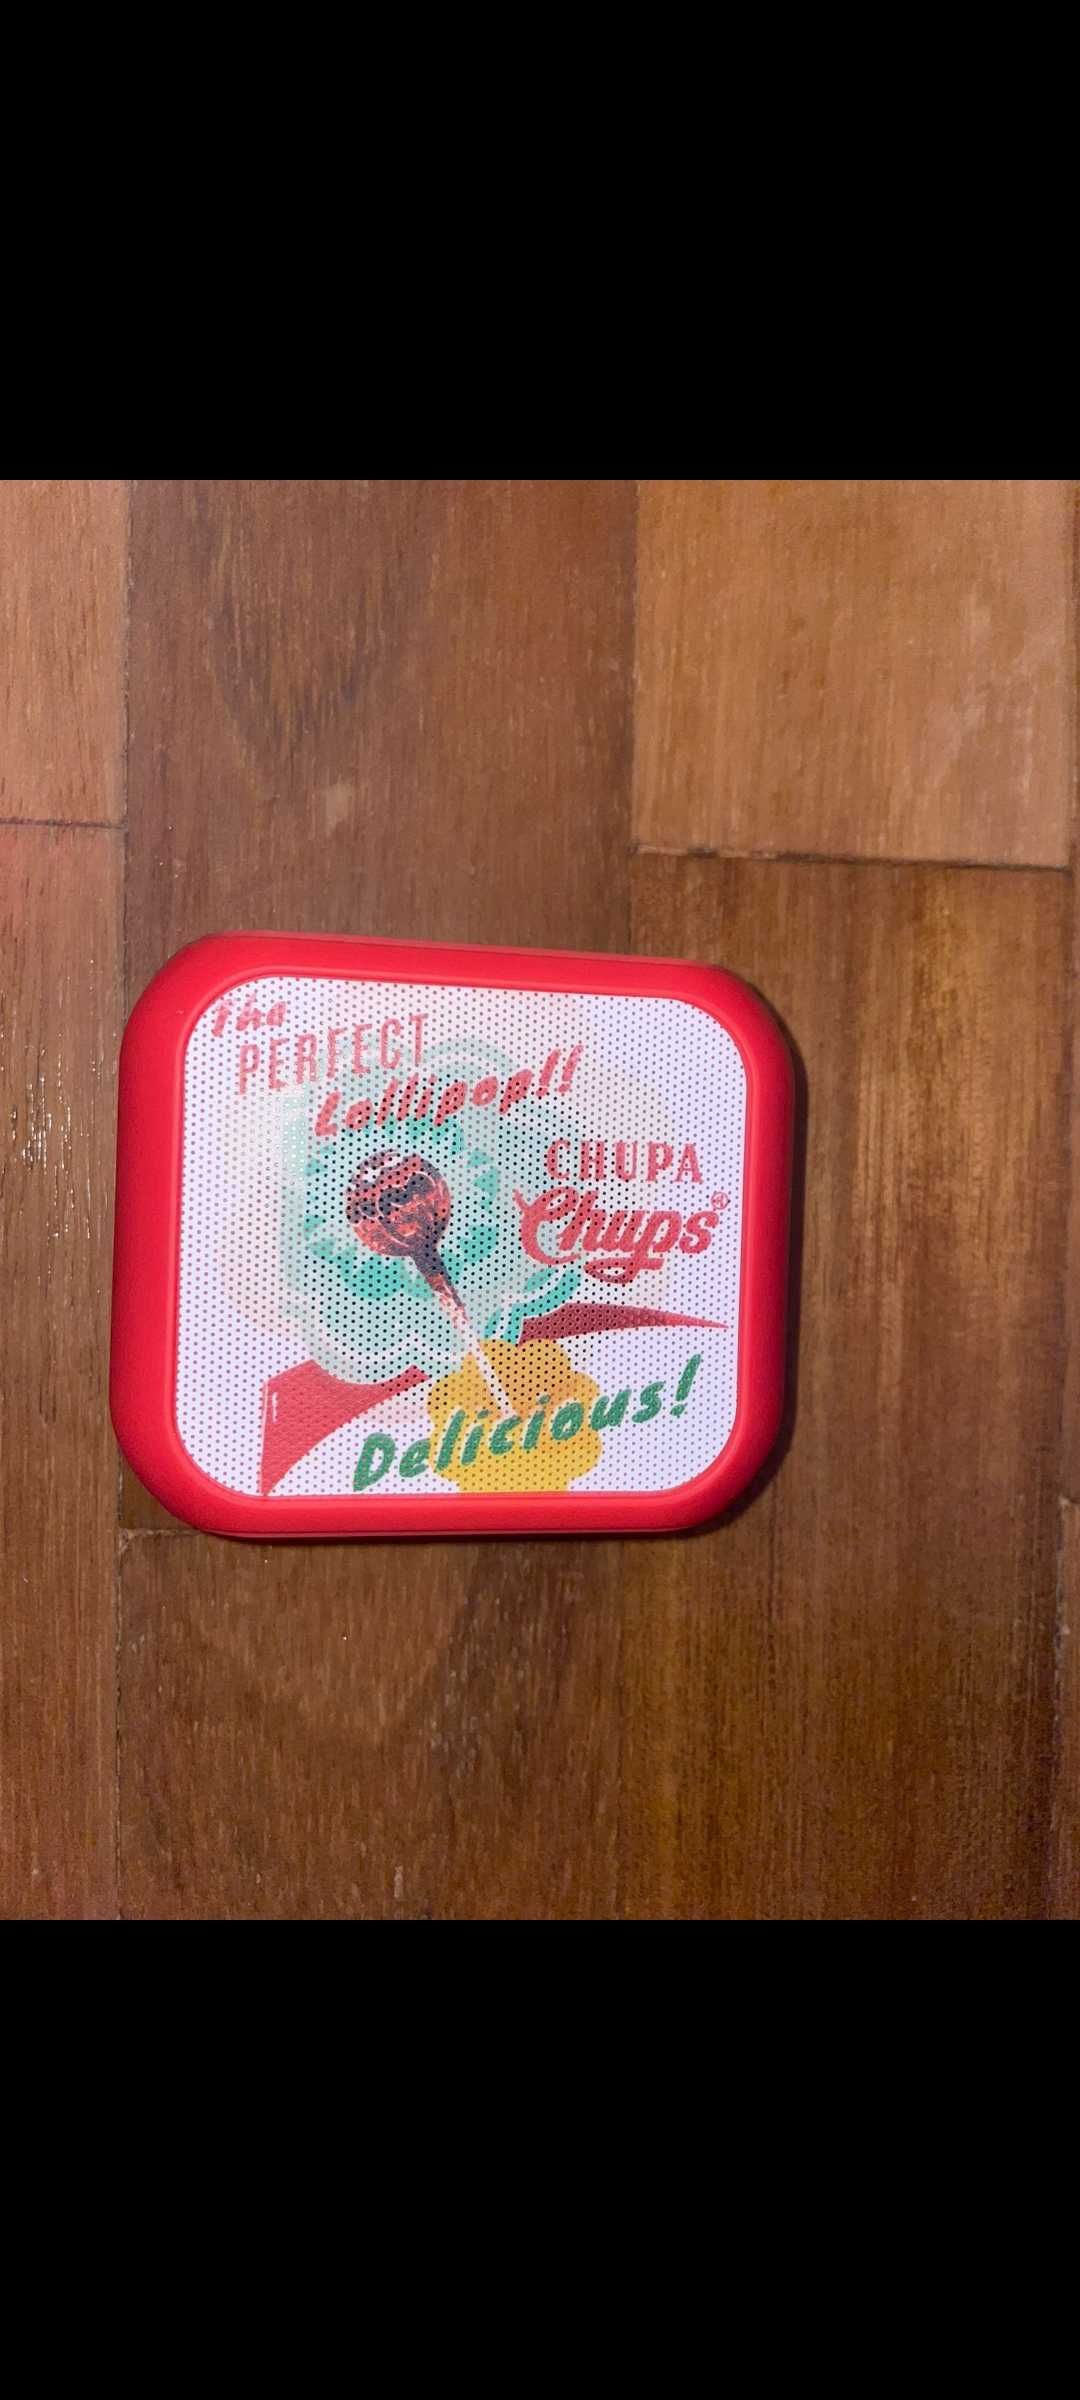 The
PERFECT
Lollipop!!
CHUPA
Chups®
Delicious!